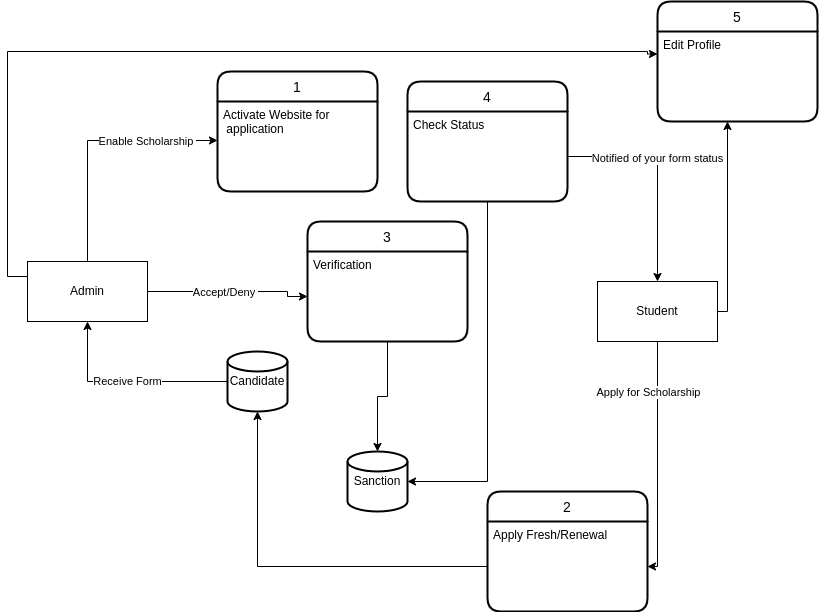 5
Edit Profile
1
Activate Website for
application
4
Check Status
Enable Scholarship
Notified of your form status
3
Verification
Admin
Accept/Deny
Student
Candidate
Receive Form
Apply for Scholarship
Sanction
2
Apply Fresh/Renewal